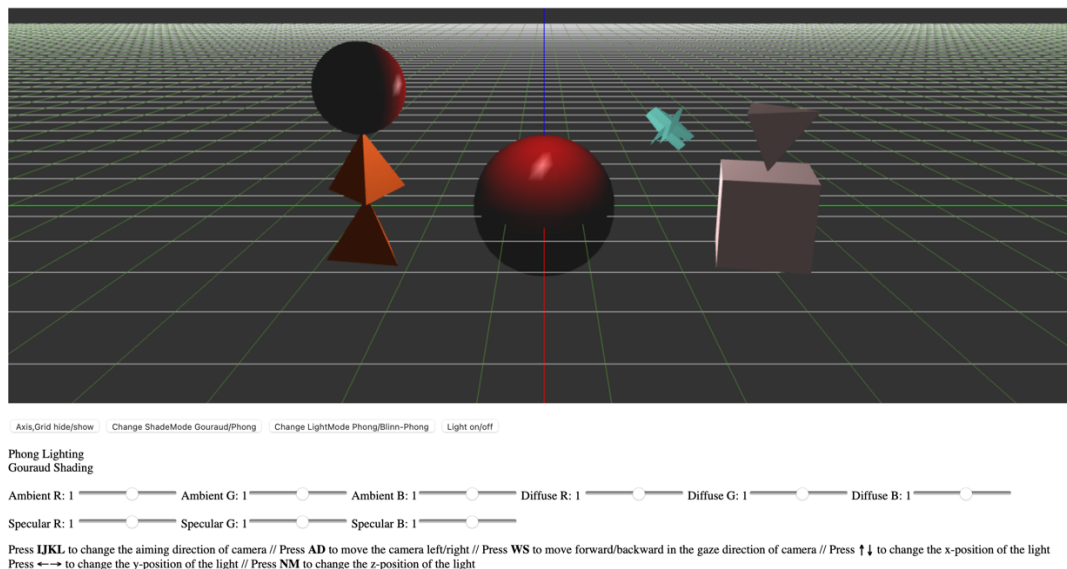 Axis,Grid hide/show Change ShadeMode Gouraud/Phong Change LightMode Phong/Blinn-Phong Light on/off
Phong Lighting
Gouraud Shading
Ambient R: 1 Ambient G: 1 Ambient B: 1 Diffuse R: 1 Diffuse G: 1 Diffuse B: 1
Specular R: 1 Specular G: 1 Specular B: 1
Press IJKL to change the aiming direction of camera // Press AD to move the camera left/right // Press WS to move forward/backward in the gaze direction of camera // Press ↑↓ to change the x-position of the light
Press ←→ to change the y-position of the light // Press NM to change the z-position of the light